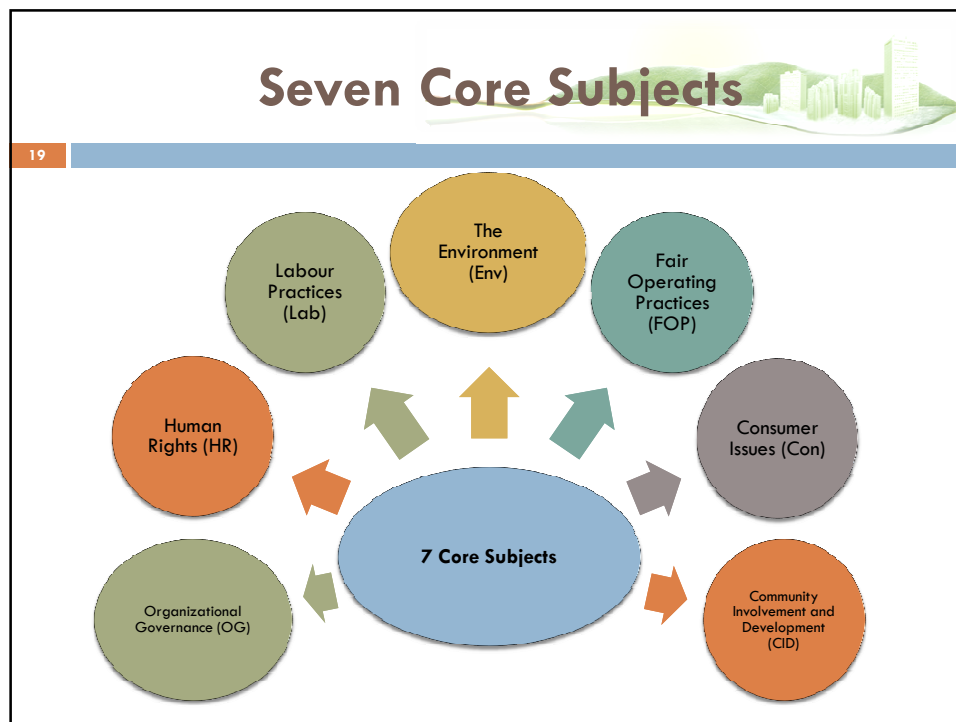 Seven Core Subjects
19
The
Environment
(Env)
Labour
Practices
(Lab)
Fair
Operating
Practices
(FOP)
Human
Rights (HR)
Consumer
Issues (Con)
7 Core Subjects
Organizational
Governance (OG)
Community
Involvement and
Development
(CID)